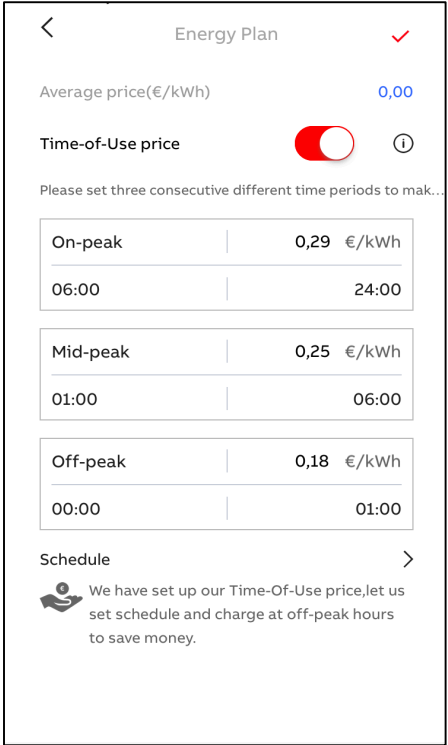 Energy Plan
Average price(€/kWh) 0,00
Time-of-Use price
Please set three consecutive different time periods to mak...
On-peak 0,29 €/kWh
06:00 24:00
Mid-peak 0,25 €/kWh
01:00 06:00
Off-peak 0,18 €/kWh
00:00 01:00
Schedule
We have set up our Time-Of-Use price,let us
set schedule and charge at off-peak hours
to save money.